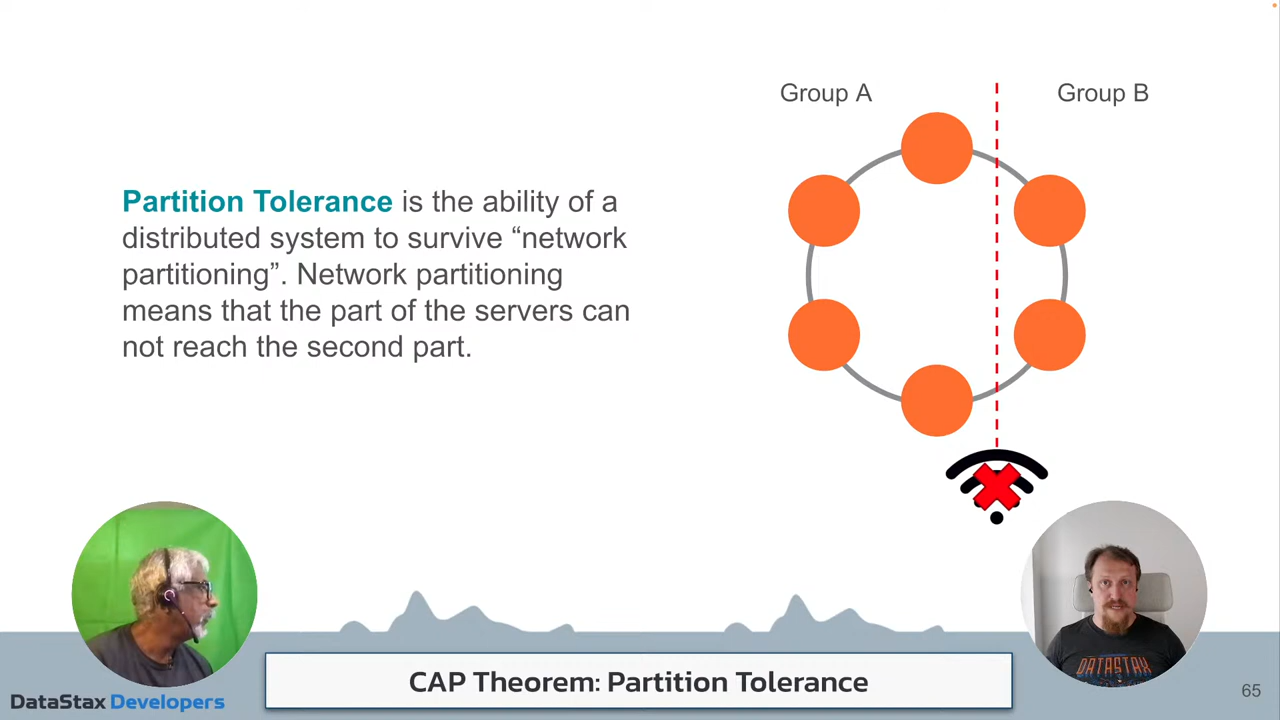 Group A
Group B
Partition Tolerance is the ability of a
distributed system to survive “network
partitioning”. Network partitioning
means that the part of the servers can
not reach the second part.
DATASTAX
CAP Theorem: Partition Tolerance
DataStax Developers
65